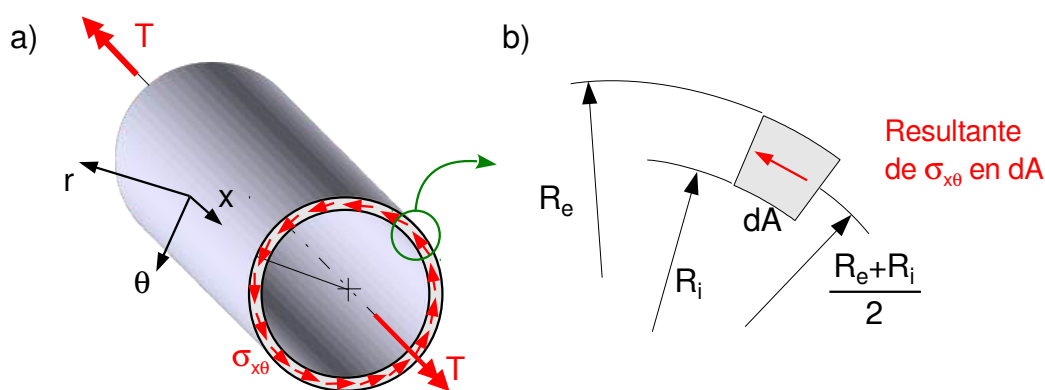 a)
T
r
x
θ
σxθ
T
b)
Resultante
de σxθ en dA
Re
dA
Ri
Re+Ri
2